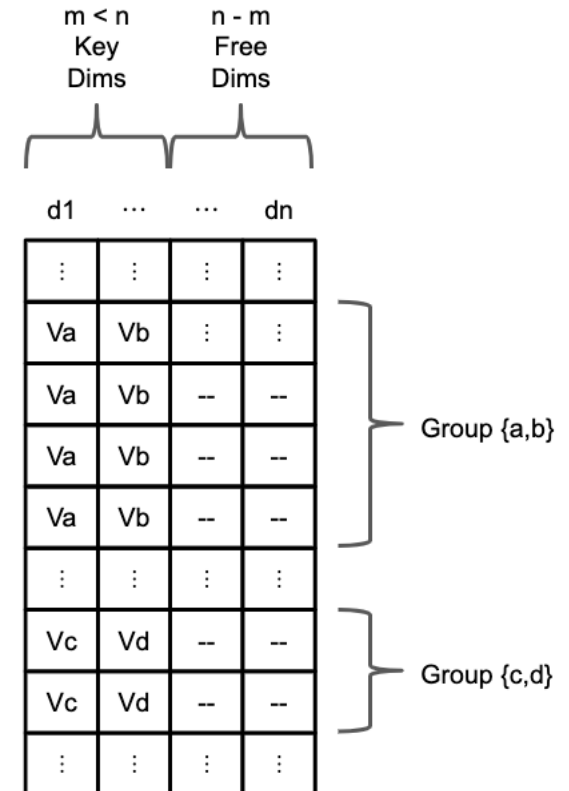 m < n n - m
Key Free
Dims Dims
d1 ⋯ ⋯ dn
⋮ ⋮ ⋮ ⋮
Va Vb ⋮ ⋮
Va Vb -- --
Va Vb -- --
Group {a,b}
Va Vb -- --
⋮ ⋮ ⋮ ⋮
Vc Vd -- --
Group {c,d}
Vc Vd -- --
⋮ ⋮ ⋮ ⋮